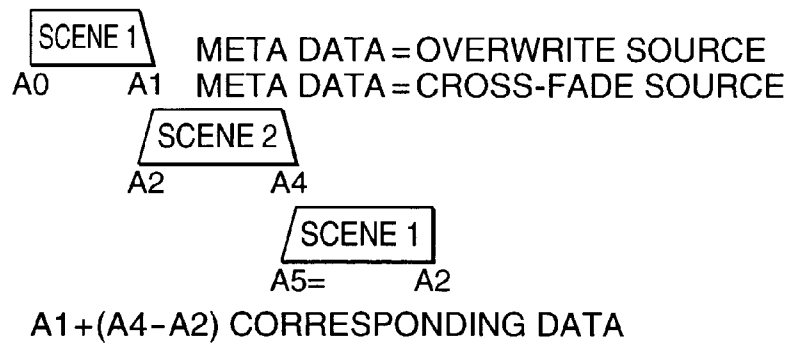 SCENE 1
META DATA=OVERWRITE SOURCE
A0 A1 META DATA=CROSS-FADE SOURCE
SCENE 2
A2 A4
SCENE 1
A5= A2
A1+(A4-A2) CORRESPONDING DATA